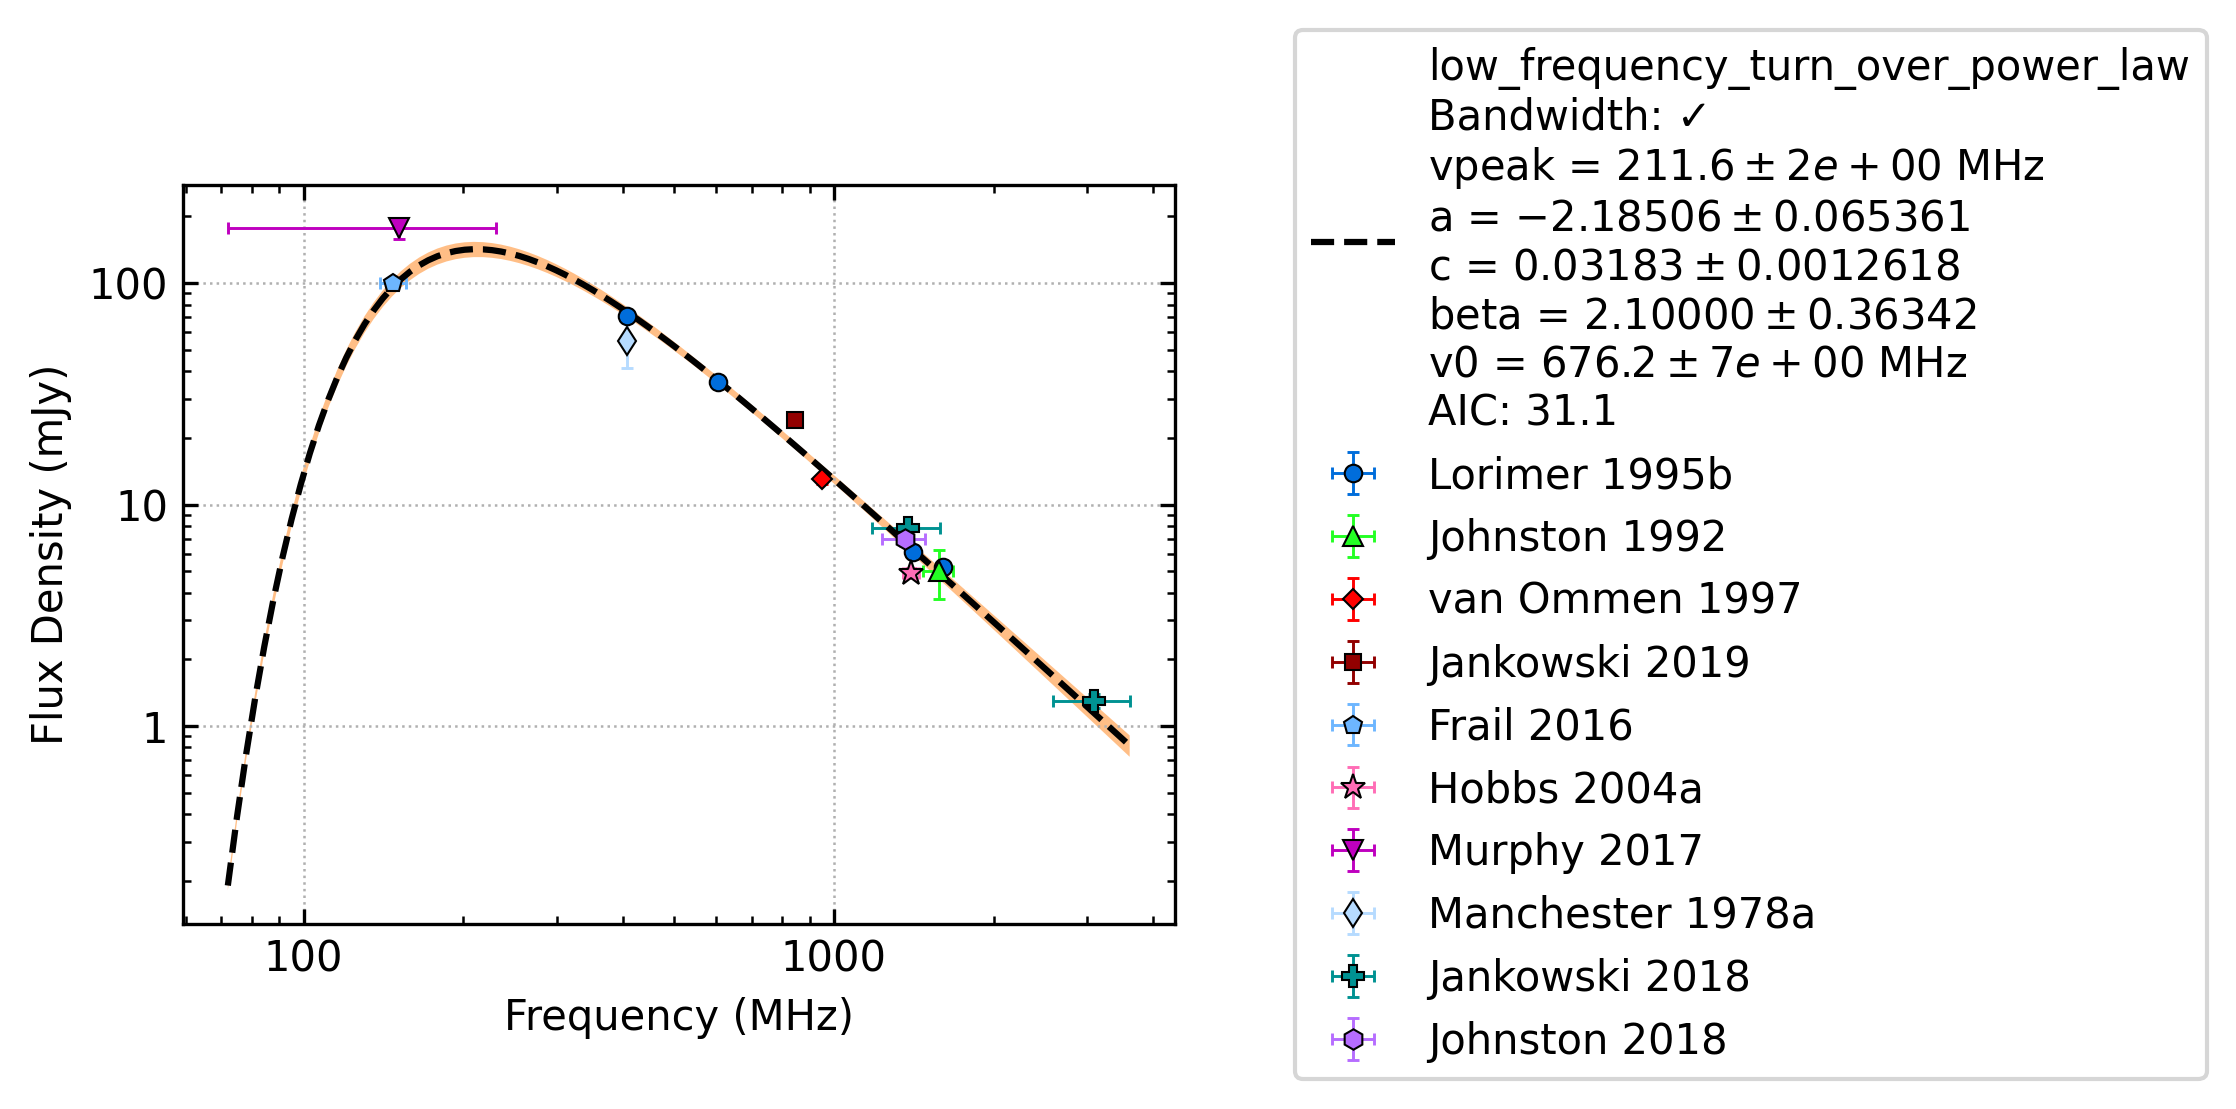 Flux Density (mJy)
100
10
1
100
1000
Frequency (MHz)
low_frequency_turn_over_power_law
Bandwidth: ✓
vpeak = 211.6 ± 2e + 00 MHz
a = −2.18506 ± 0.065361
c = 0.03183 ± 0.0012618
beta = 2.10000 ± 0.36342
v0 = 676.2 ± 7e + 00 MHz
AIC: 31.1
Lorimer 1995b
Johnston 1992
van Ommen 1997
Jankowski 2019
Frail 2016
Hobbs 2004a
Murphy 2017
Manchester 1978a
Jankowski 2018
Johnston 2018